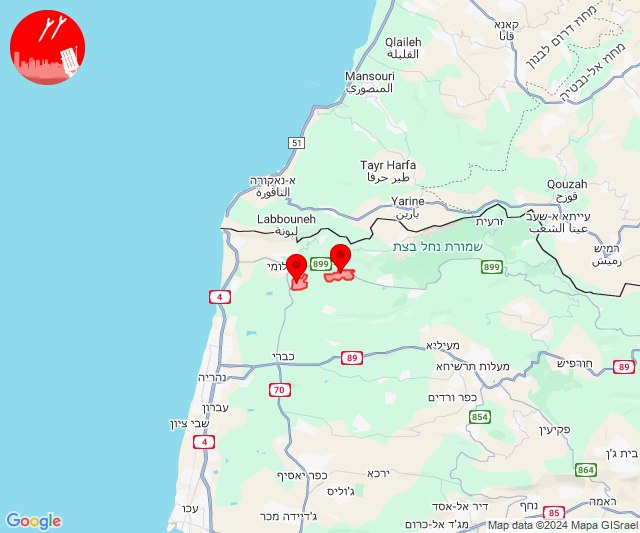 קאנא
قانا
מחוז דרום לבנון
מחוז אל-נבטיה
Qlaileh
القليلة
Mansouri
المنصوري
51
Tayr Harfa
طير حرفا
א-נאקורה
الناقورة
Qouzah
قوزح
Yarine
يارين
Labbouneh
لبونة
זרעית
עייתא א-שעב
عيتا الشعب
רמיש
رميش
שמורת נחל בצת
לומי
899
899
4
מעיליא
כברי
89
מעלות תרשיחא
חורפיש
89
נהריה
70
כפר ורדים
עברון
854
שבי ציון
פקיעין
4
בית ג'ן
864
כפר יאסיף
ירכא
ג'וליס
ראמה
עכו
דיר אל-אסד
נחף
85
ג'דיידה מכר
מג'ד אל-כרום
Google
Map data ©2024 Mapa GISrael